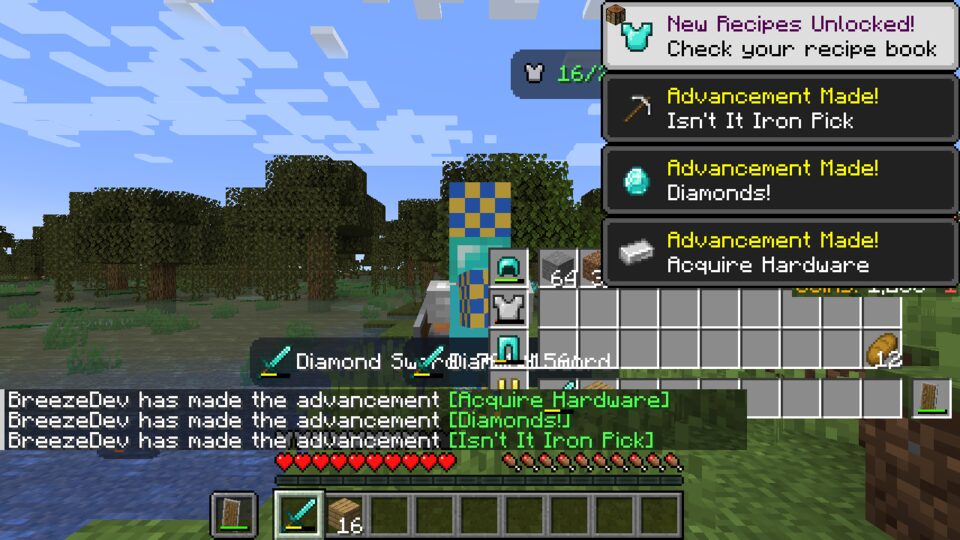 New Recipes Unlocked!
Check your recipe book
16/
Advancement Made!
Isn't It Iron Pick
Advancement Made!
Diamonds!
Advancement Made!
Acquire Hardware
64
12
Diamond Sword
BreezeDev has made the advancement [Acquire Hardware]
BreezeDev has made the advancement [Diamonds!]
BreezeDev has made the advancement [Isn't It Iron Pick]
16